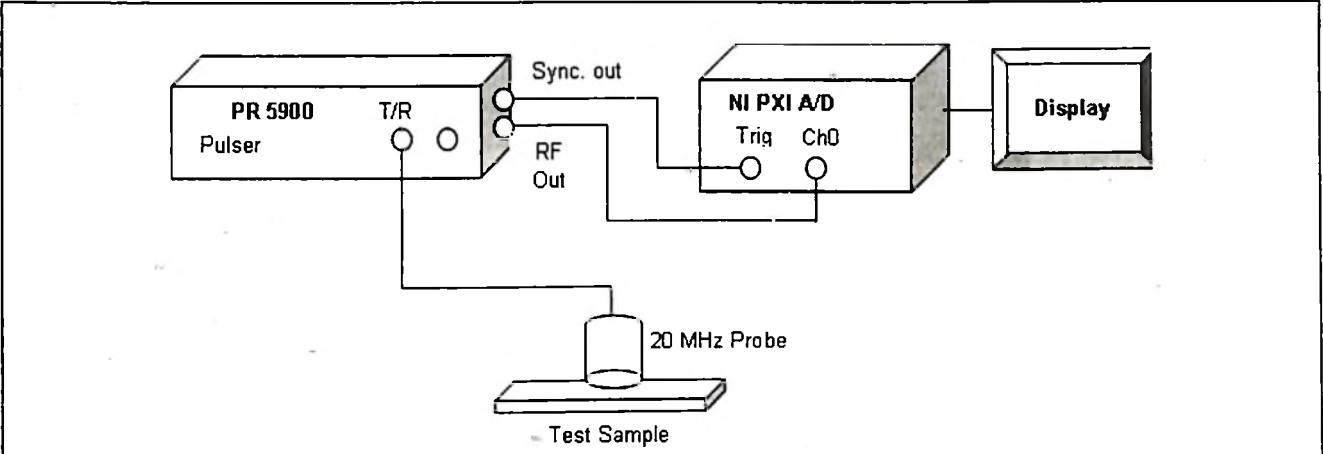 Sync. out
PR 5900
T/R
Pulser
RF
Out
NI PXI A/D
Trig
Ch0
Display
20 MHz Probe
Test Sample